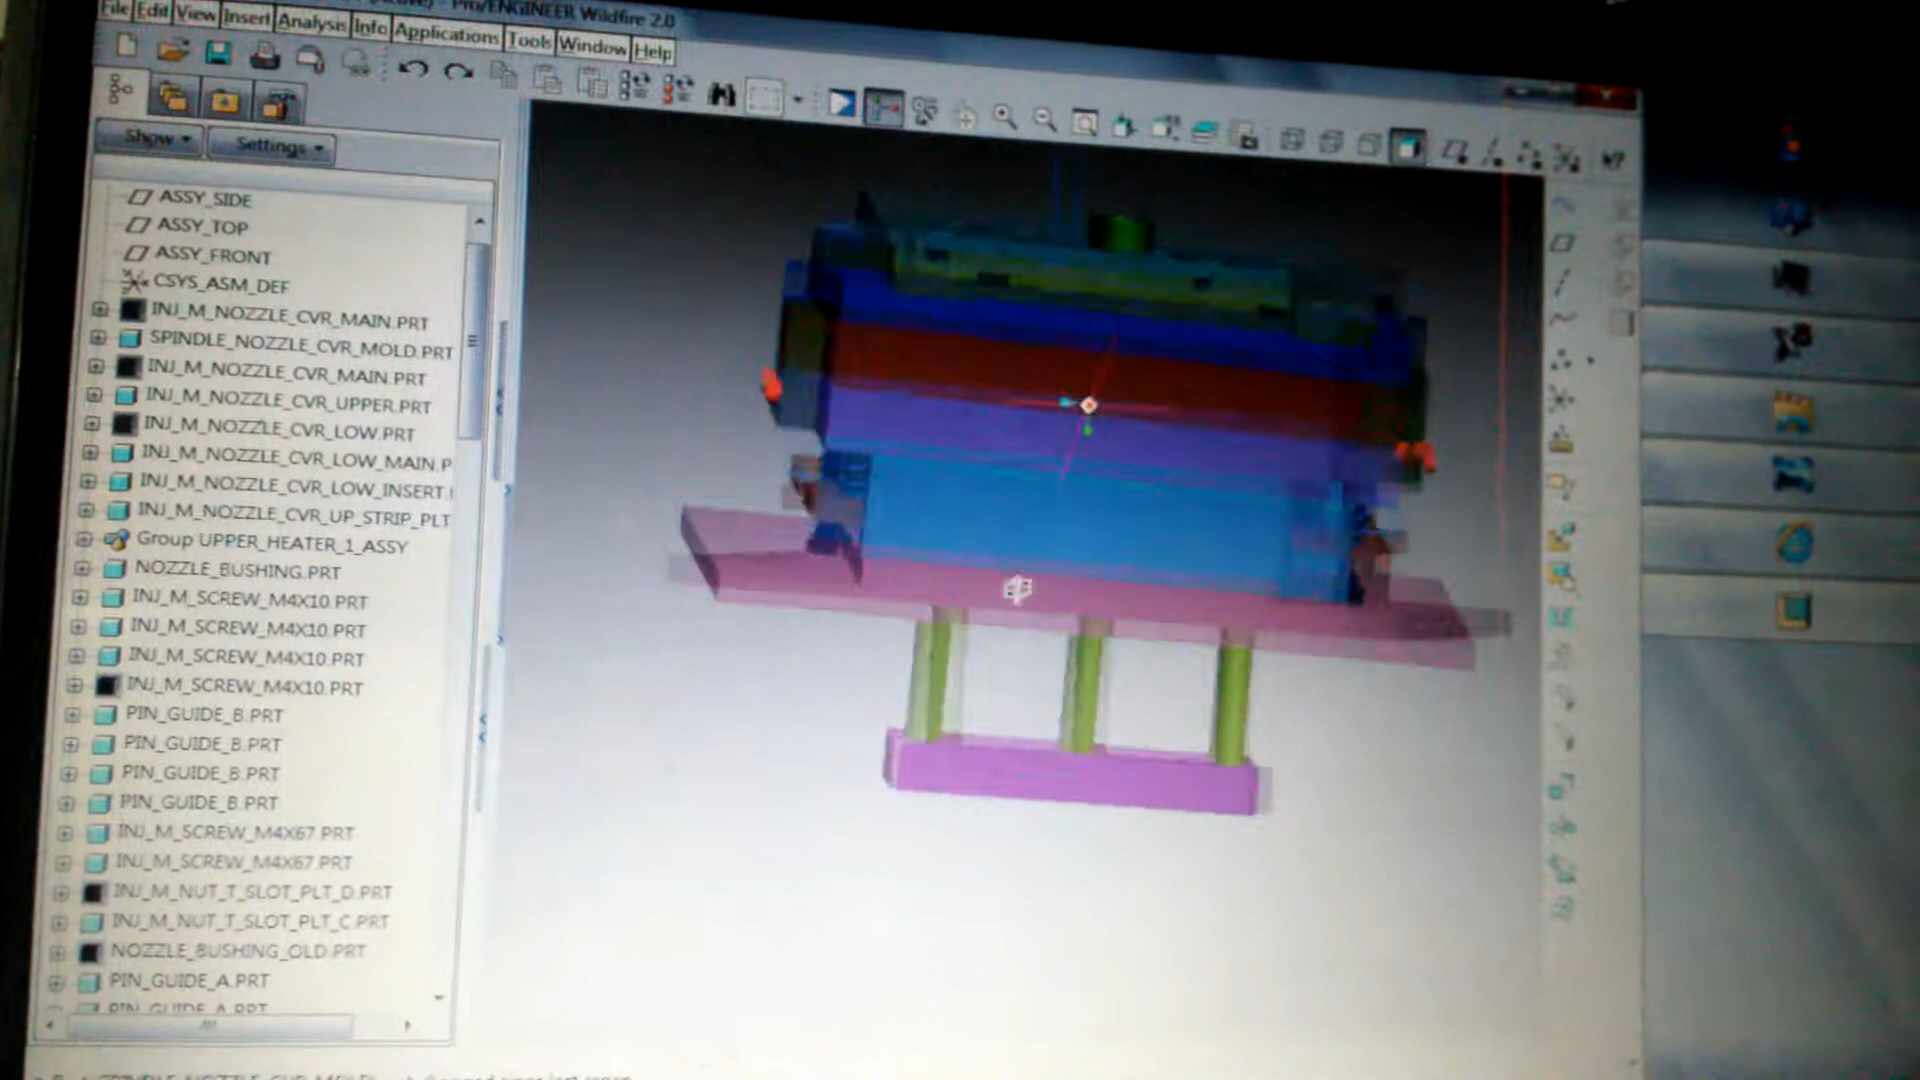 Pro/ENGINEER Wildfire 2.0
File Edit View Insert Analysis Info Applications Tools Window Help
Show Settings
ASSY_SIDE
ASSY_TOP
ASSY_FRONT
CSYS_ASM_DEF
INJ_M_NOZZLE_CVR_MAIN.PRT
SPINDLE_NOZZLE_CVR_MOLD.PRT
INJ_M_NOZZLE_CVR_MAIN.PRT
INJ_M_NOZZLE_CVR_UPPER.PRT
INJ_M_NOZZLE_CVR_LOW.PRT
INJ_M_NOZZLE_CVR_LOW_MAIN.P
INJ_M_NOZZLE_CVR_LOW_INSERT.
INJ_M_NOZZLE_CVR_UP_STRIP_PLT
Group UPPER_HEATER_1_ASSY
NOZZLE_BUSHING.PRT
INJ_M_SCREW_M4X10.PRT
INJ_M_SCREW_M4X10.PRT
INJ_M_SCREW_M4X10.PRT
INJ_M_SCREW_M4X10.PRT
PIN_GUIDE_B.PRT
PIN_GUIDE_B.PRT
PIN_GUIDE_B.PRT
PIN_GUIDE_B.PRT
INJ_M_SCREW_M4X67.PRT
INJ_M_SCREW_M4X67.PRT
INJ_M_NUT_T_SLOT_PLT_D.PRT
INJ_M_NUT_T_SLOT_PLT_C.PRT
NOZZLE_BUSHING_OLD.PRT
PIN_GUIDE_A.PRT
PIN_GUIDE_A.PRT